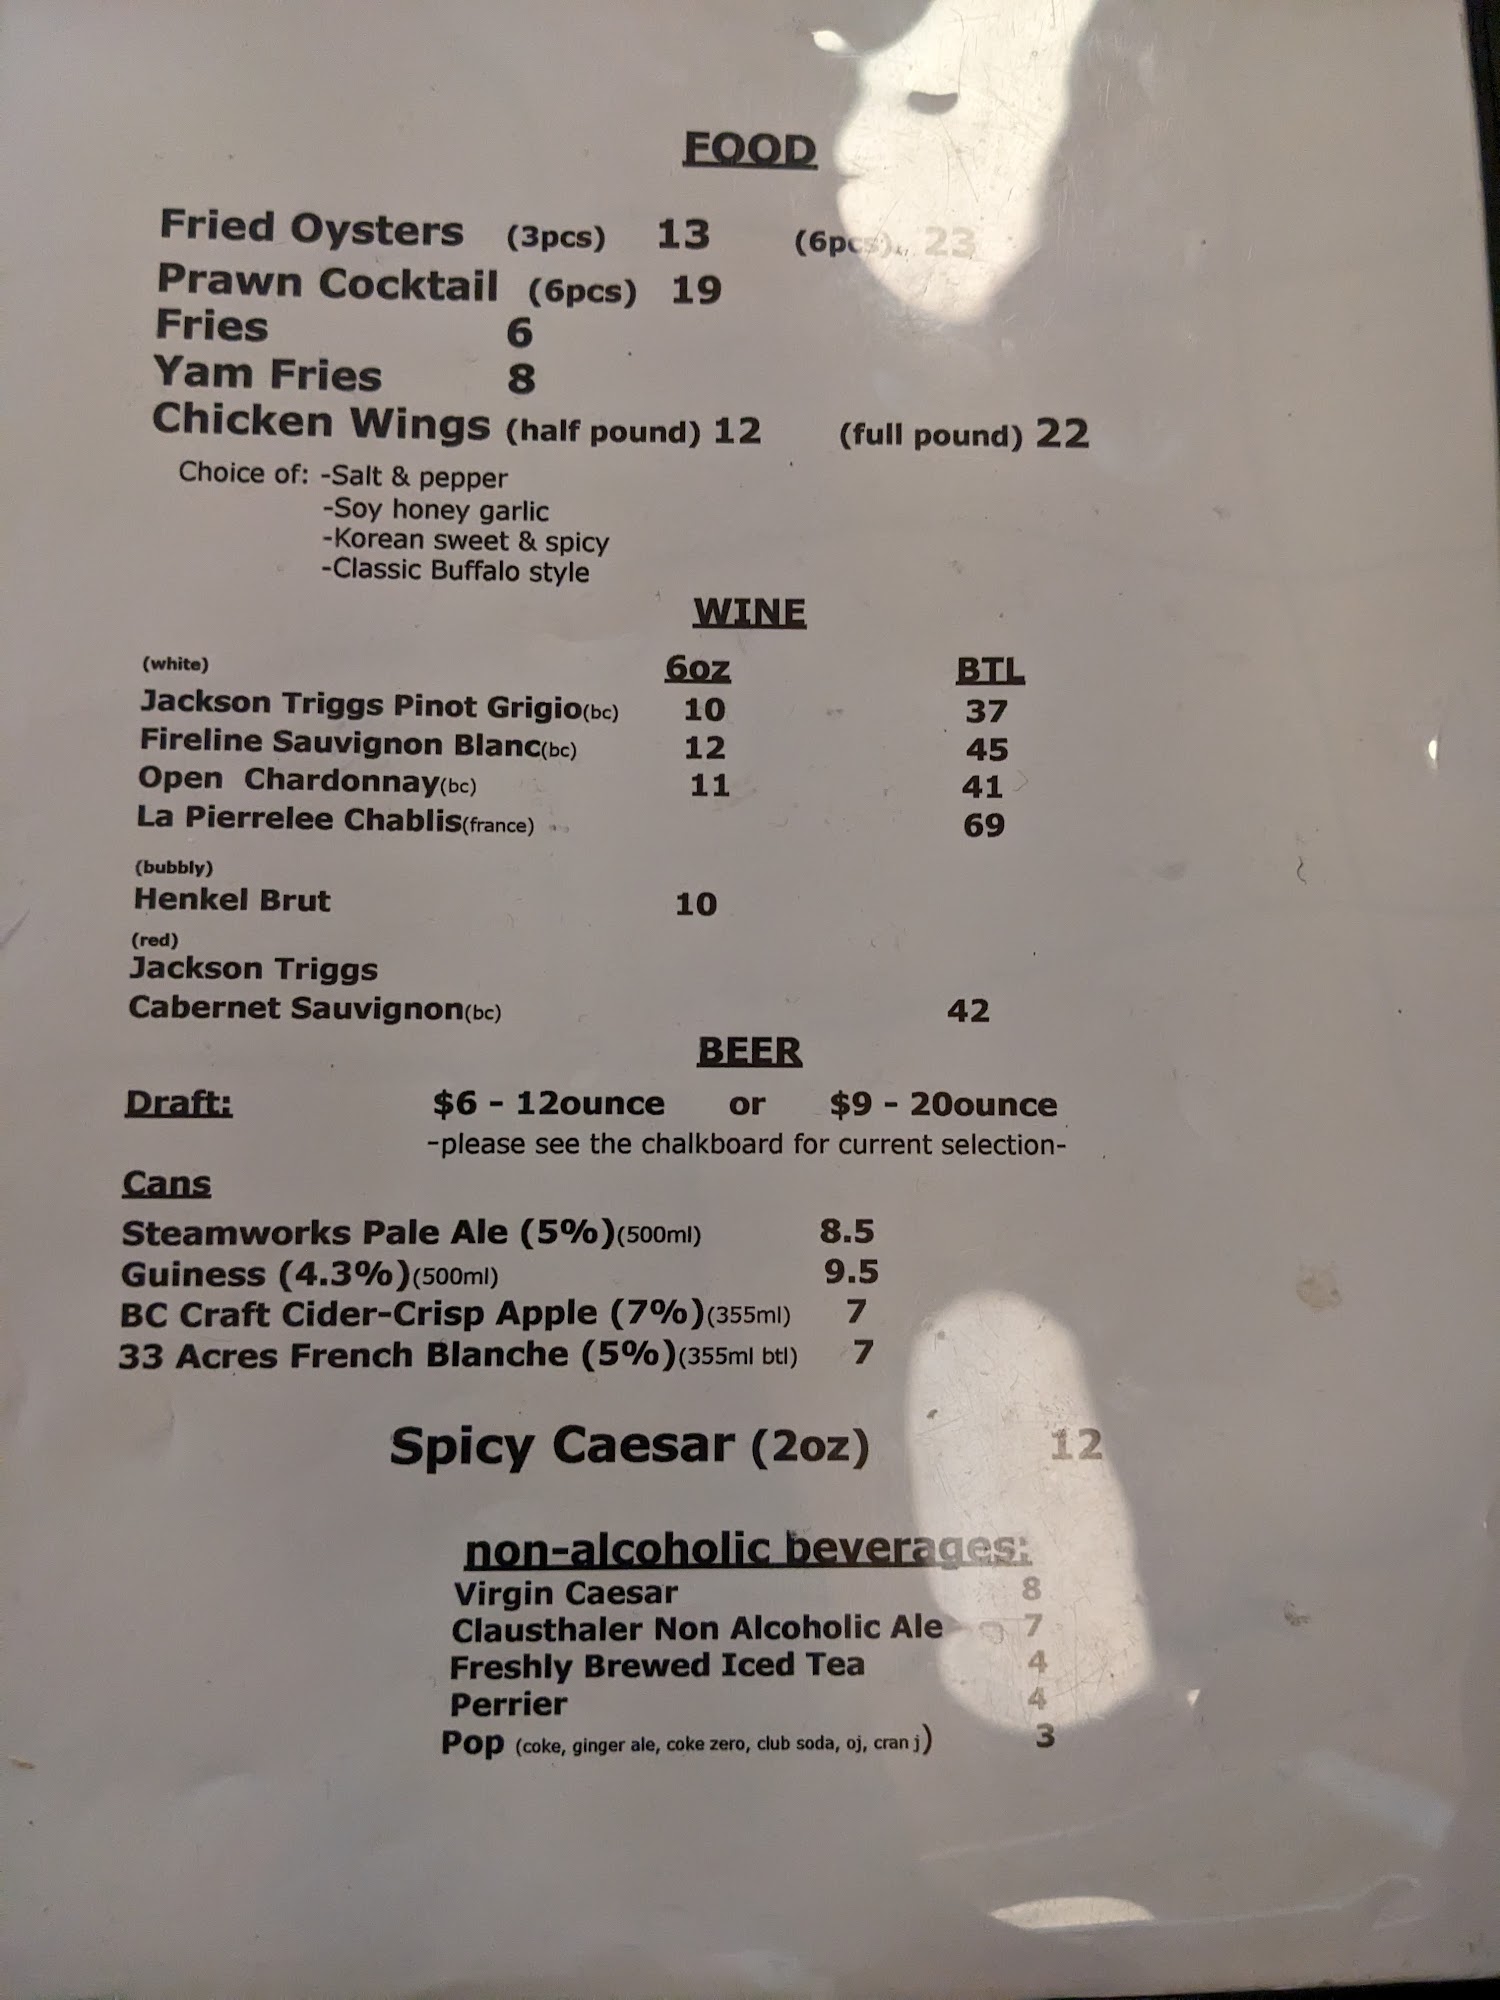 FOOD
Fried Oysters (3pcs) 13 (6pcs) 23
Prawn Cocktail (6pcs) 19
Fries 6
Yam Fries 8
Chicken Wings (half pound) 12 (full pound) 22
Choice of: -Salt & pepper
-Soy honey garlic
-Korean sweet & spicy
-Classic Buffalo style
WINE
(white) 6oz BTL
Jackson Triggs Pinot Grigio(bc) 10 37
Fireline Sauvignon Blanc(bc) 12 45
Open Chardonnay(bc) 11 41
La Pierrelee Chablis(france) 69
(bubbly)
Henkel Brut 10
(red)
Jackson Triggs
Cabernet Sauvignon(bc) 42
BEER
Draft: $6 - 12ounce or $9 - 20ounce
-please see the chalkboard for current selection-
Cans
Steamworks Pale Ale (5%)(500ml) 8.5
Guiness (4.3%)(500ml) 9.5
BC Craft Cider-Crisp Apple (7%)(355ml) 7
33 Acres French Blanche (5%)(355ml btl) 7
Spicy Caesar (2oz) 12
non-alcoholic beverages:
Virgin Caesar 8
Clausthaler Non Alcoholic Ale 7
Freshly Brewed Iced Tea 4
Perrier 4
Pop (coke, ginger ale, coke zero, club soda, oj, cran j) 3